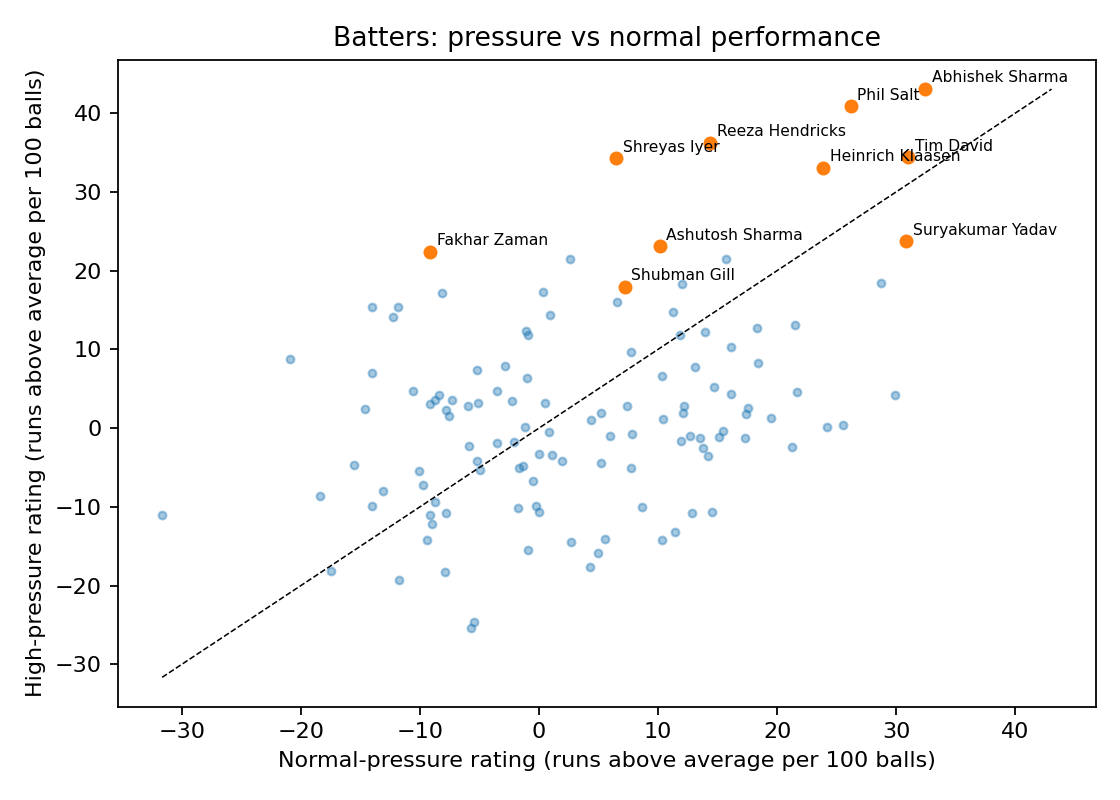 Batters: pressure vs normal performance
High-pressure rating (runs above average per 100 balls)
40
30
20
10
0
−10
−20
−30
Abhishek Sharma
Phil Salt
Reeza Hendricks
Tim David
Shreyas Iyer
Heinrich Klaasen
Suryakumar Yadav
Ashutosh Sharma
Fakhar Zaman
Shubman Gill
−30
−20
−10
0
10
20
30
40
Normal-pressure rating (runs above average per 100 balls)